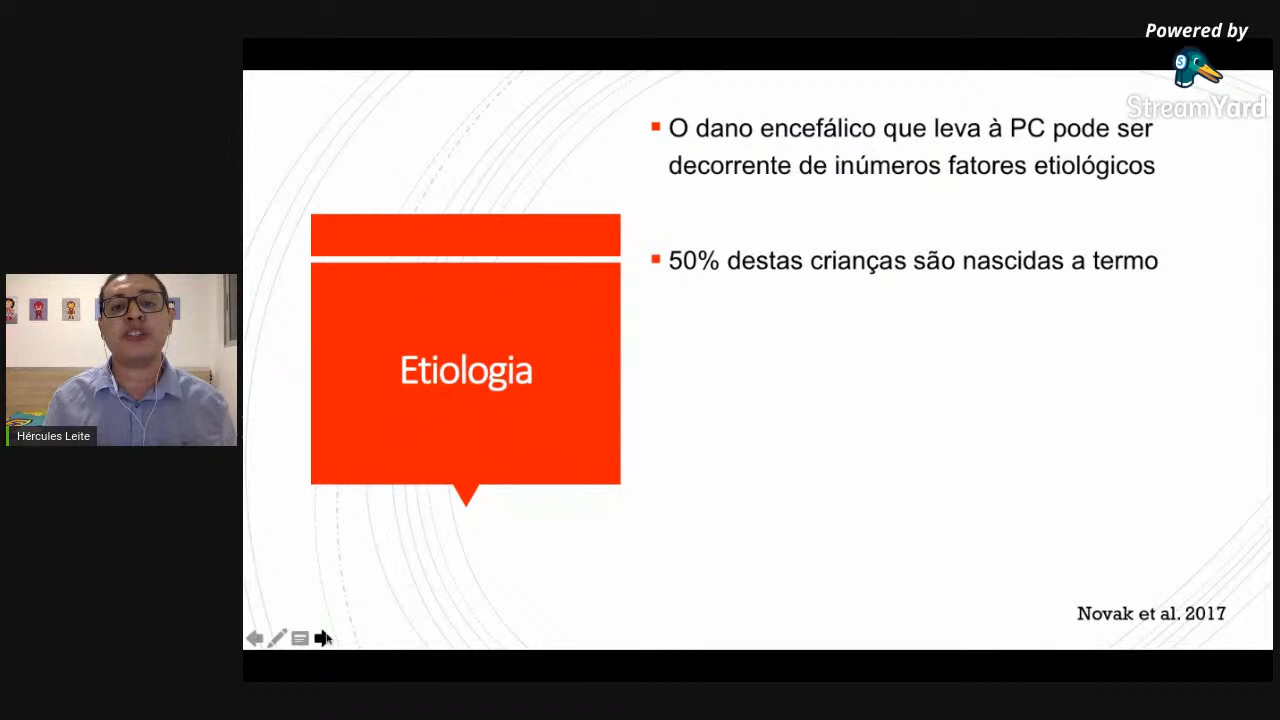 Powered by
StreamYard
O dano encefálico que leva à PC pode ser
decorrente de inúmeros fatores etiológicos
50% destas crianças são nascidas a termo
Etiologia
Hércules Leite
Novak et al. 2017